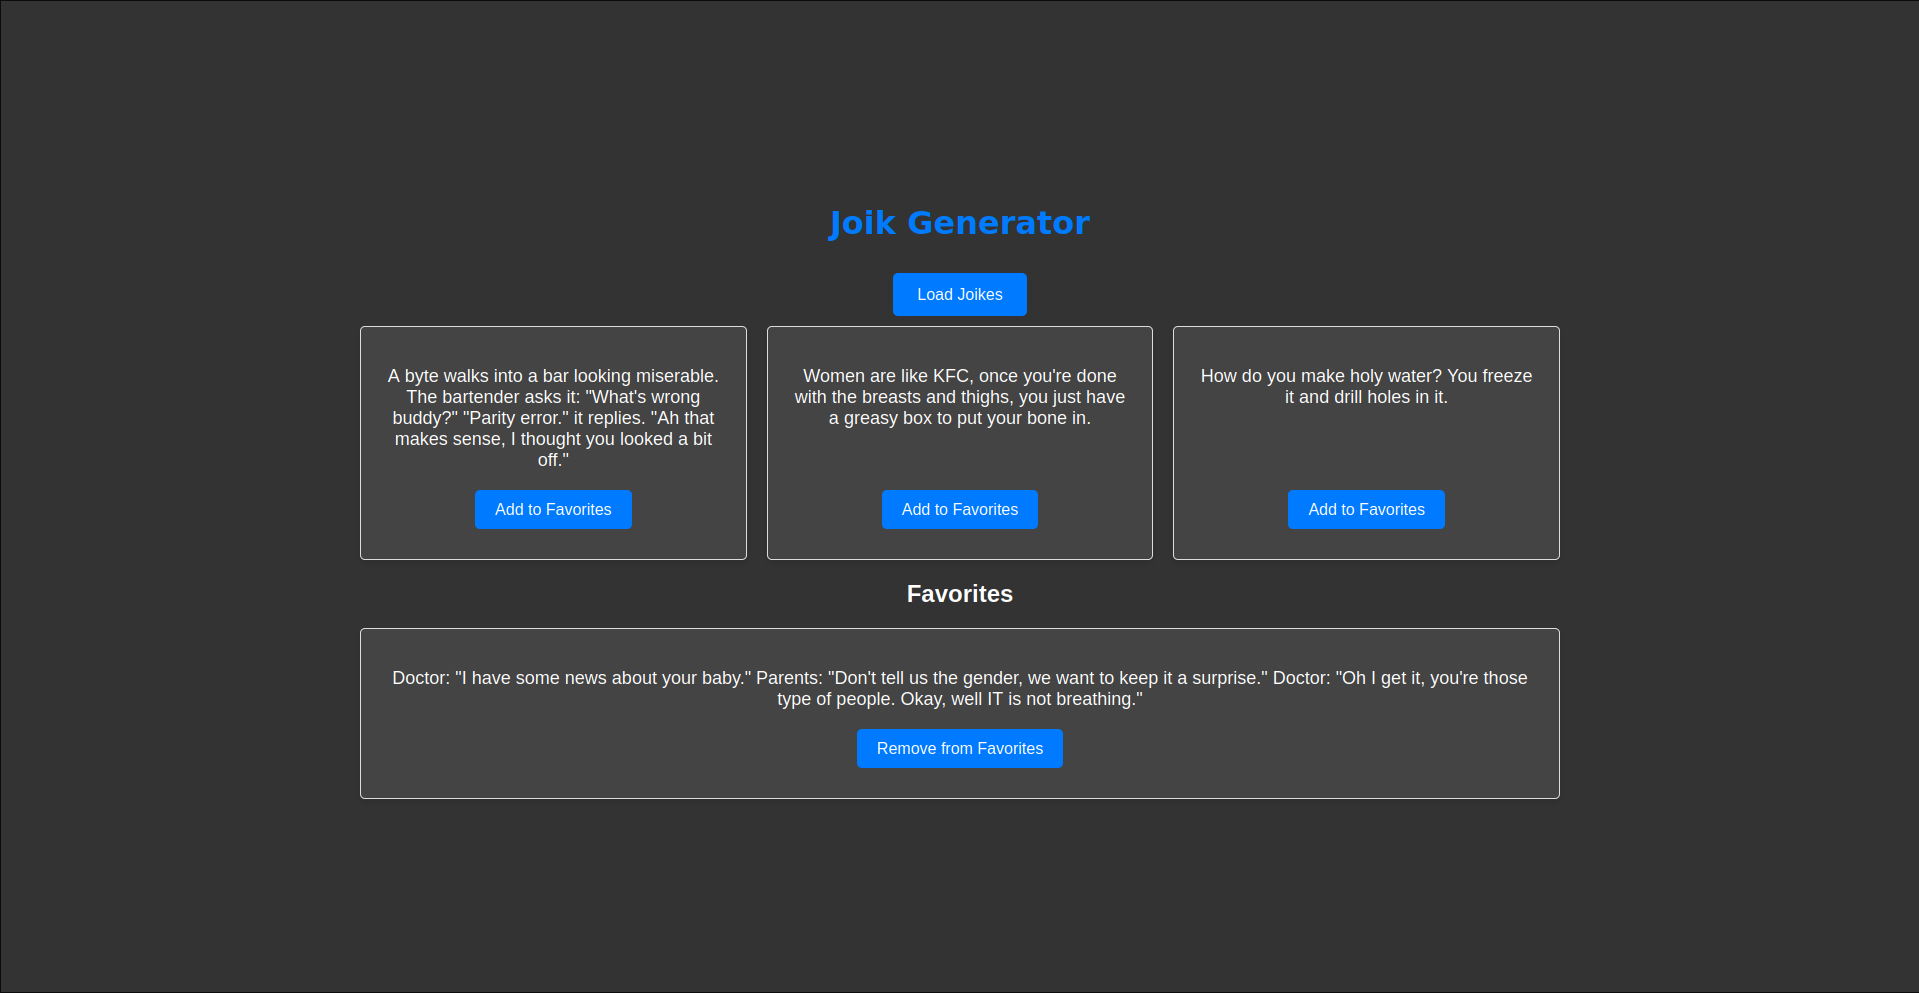 Joik Generator
Load Joikes
A byte walks into a bar looking miserable.
The bartender asks it: "What's wrong
buddy?" "Parity error." it replies. "Ah that
makes sense, I thought you looked a bit
off."
Add to Favorites
Women are like KFC, once you're done
with the breasts and thighs, you just have
a greasy box to put your bone in.
Add to Favorites
How do you make holy water? You freeze
it and drill holes in it.
Add to Favorites
Favorites
Doctor: "I have some news about your baby." Parents: "Don't tell us the gender, we want to keep it a surprise." Doctor: "Oh I get it, you're those
type of people. Okay, well IT is not breathing."
Remove from Favorites